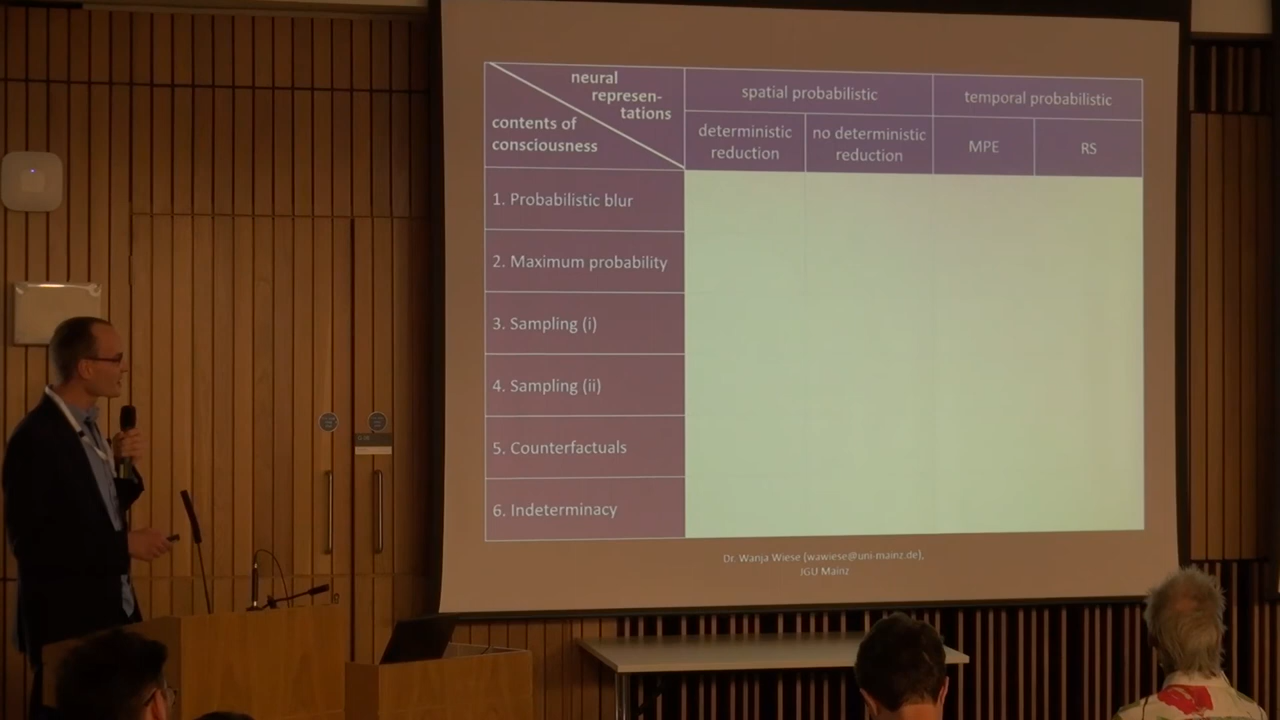 neural
represen-
tations
contents of
consciousness
spatial probabilistic
temporal probabilistic
deterministic
reduction
no deterministic
reduction
MPE
RS
1. Probabilistic blur
2. Maximum probability
3. Sampling (i)
4. Sampling (ii)
5. Counterfactuals
6. Indeterminacy
Dr. Wanja Wiese (wawiese@uni-mainz.de),
JGU Mainz